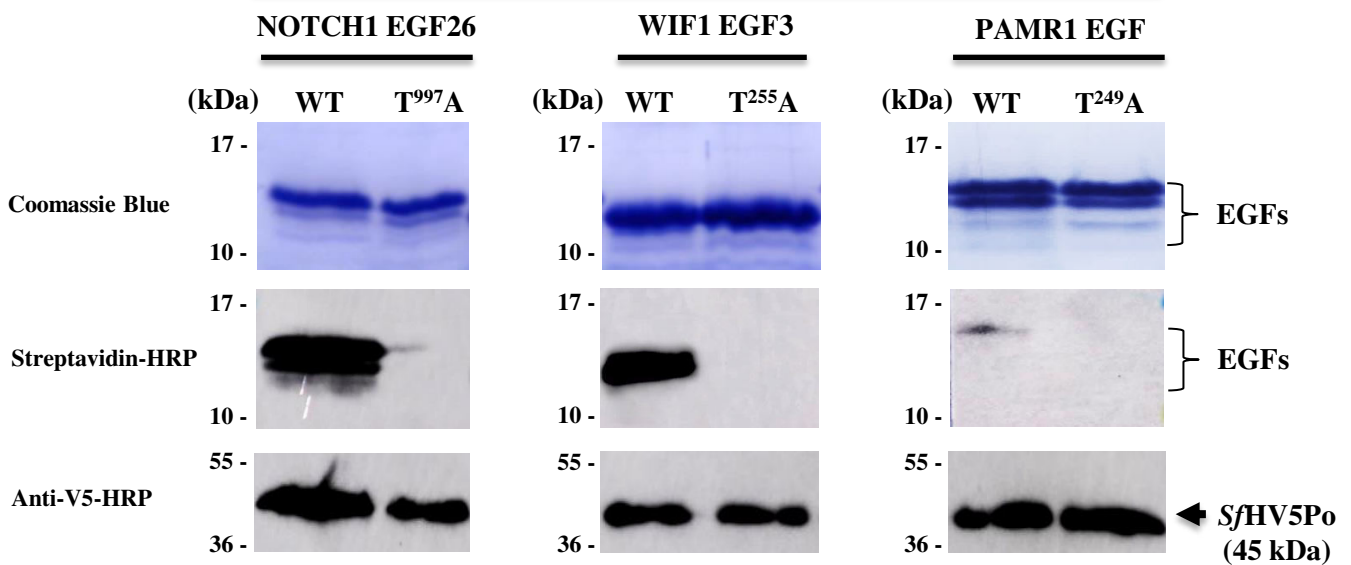 NOTCH1 EGF26 WIF1 EGF3 PAMR1 EGF
(kDa) WT T⁹⁹⁷A (kDa) WT T²⁵⁵A WT T²⁴⁹A
17 - 17 - 17 -
Coomassie Blue EGFs
10 - 10 - 10 -
17 - 17 - 17 -
Streptavidin-HRP EGFs
10 - 10 - 10 -
55 - 55 - 55 -
Anti-V5-HRP SfHV5Po
36 - 36 - 36 - (45 kDa)